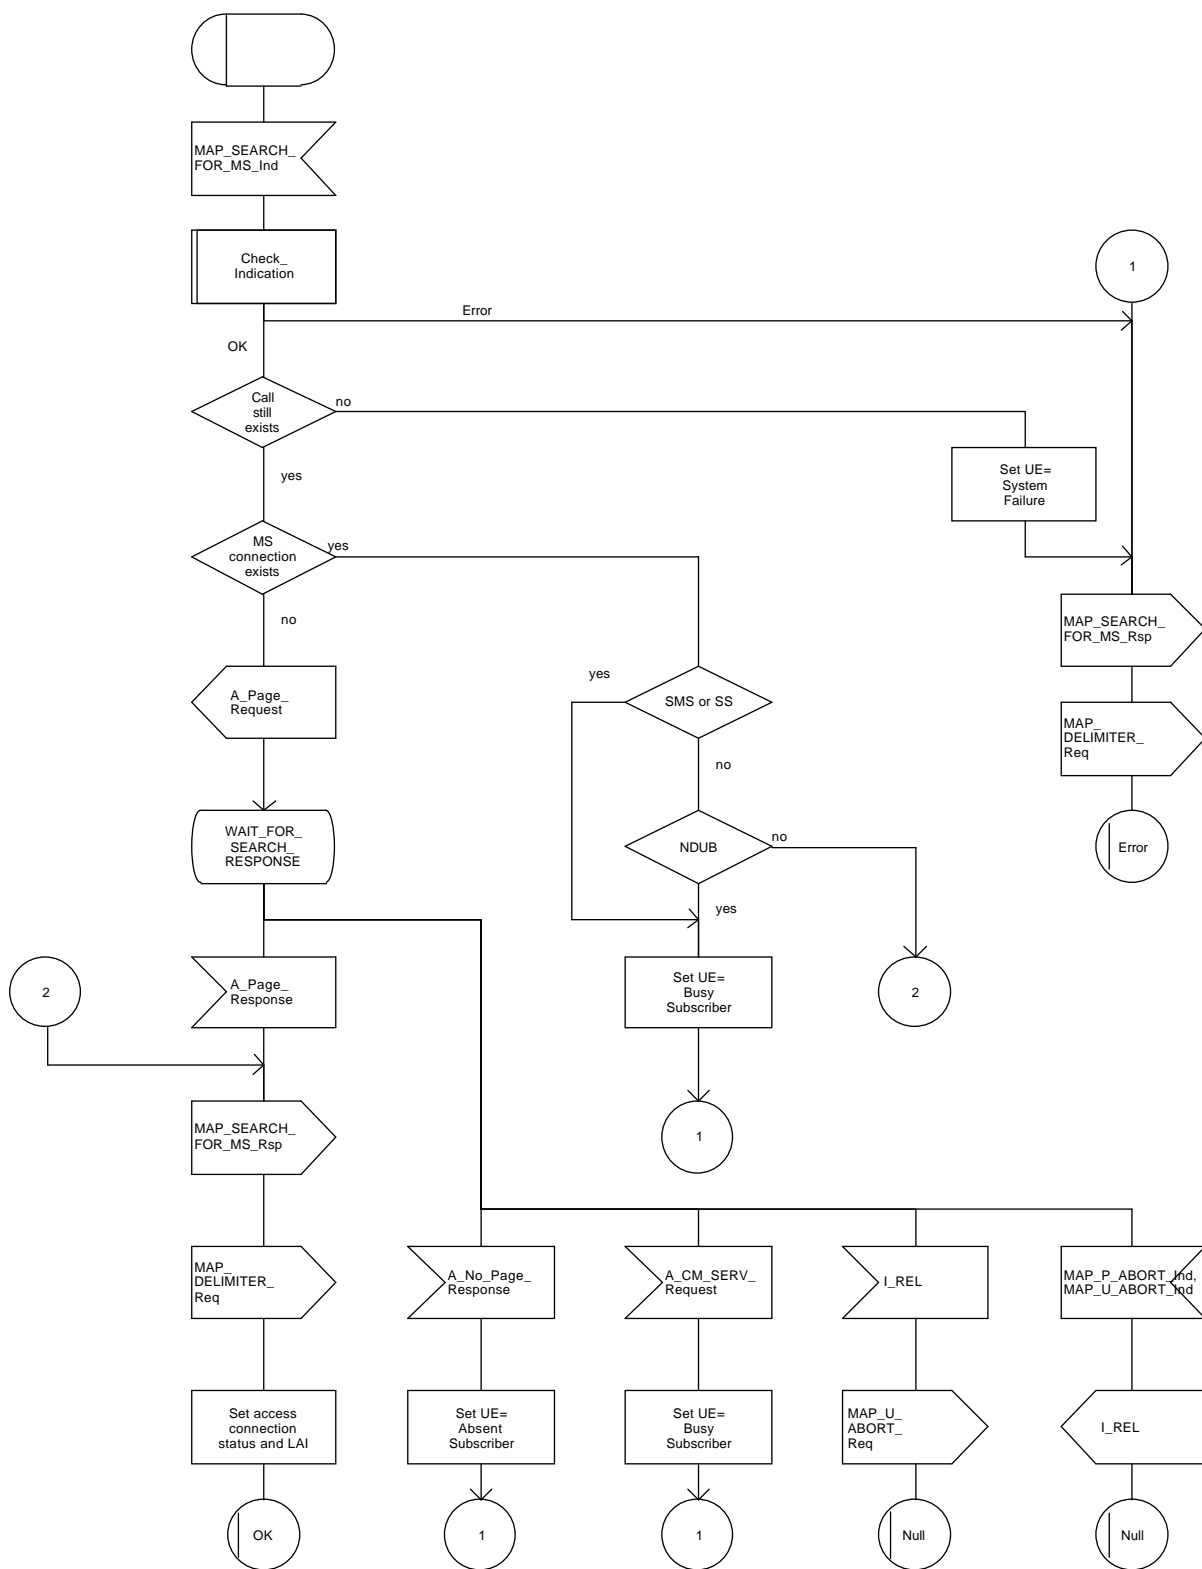 MAP_SEARCH_
FOR_MS_Ind
Check_
Indication
1
Error
OK
Call
still
exists
no
Set UE=
System
Failure
yes
MS
connection
exists
yes
no
MAP_SEARCH_
FOR_MS_Rsp
A_Page_
Request
yes
SMS or SS
MAP_
DELIMITER_
Req
no
WAIT_FOR_
SEARCH_
RESPONSE
NDUB
no
Error
yes
2
A_Page_
Response
Set UE=
Busy
Subscriber
2
MAP_SEARCH_
FOR_MS_Rsp
1
MAP_
DELIMITER_
Req
A_No_Page_
Response
A_CM_SERV_
Request
I_REL
MAP_P_ABORT_Ind,
MAP_U_ABORT_Ind
Set access
connection
status and LAI
Set UE=
Absent
Subscriber
Set UE=
Busy
Subscriber
MAP_U_
ABORT_
Req
I_REL
OK
1
1
Null
Null